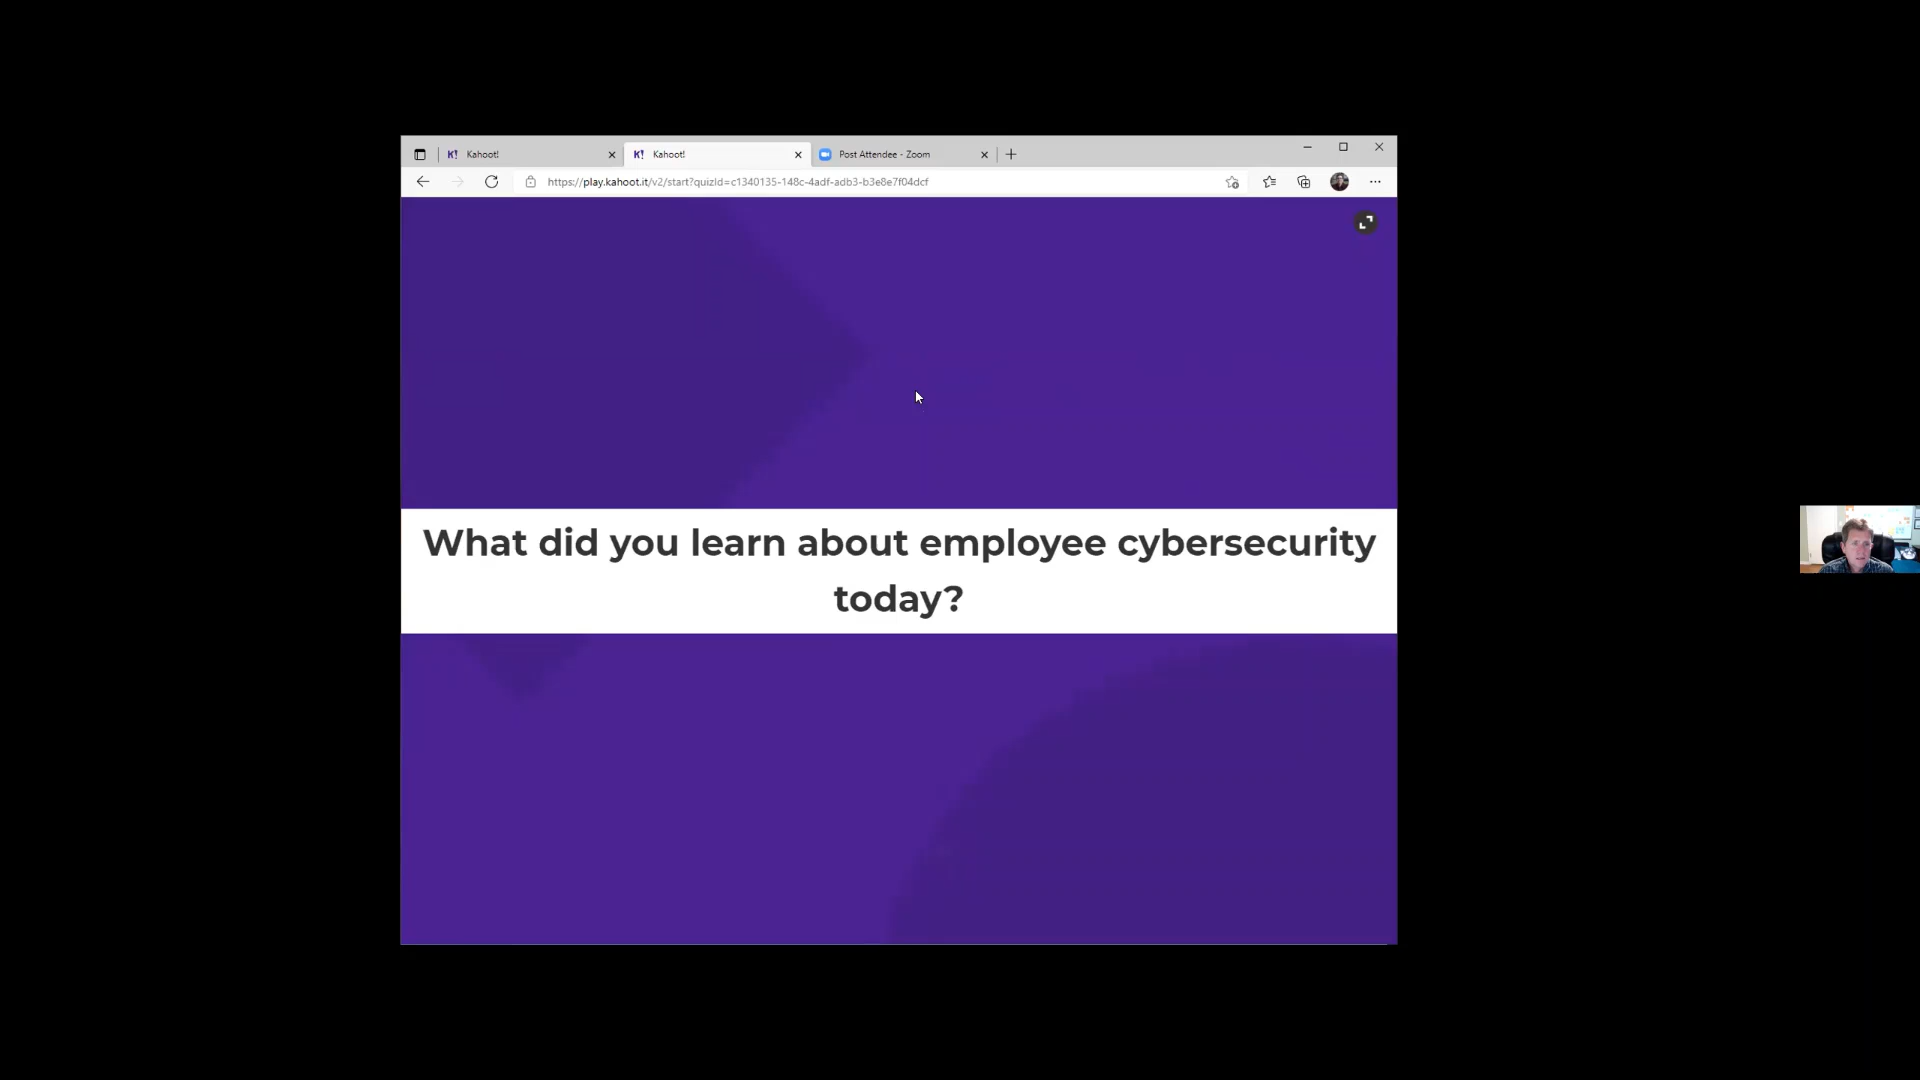 K! Kahoot!
K! Kahoot!
Post Attendee - Zoom
https://play.kahoot.it/v2/start?quizId=c1340135-148c-4adf-adb3-b3e8e7f04dcf
What did you learn about employee cybersecurity
today?